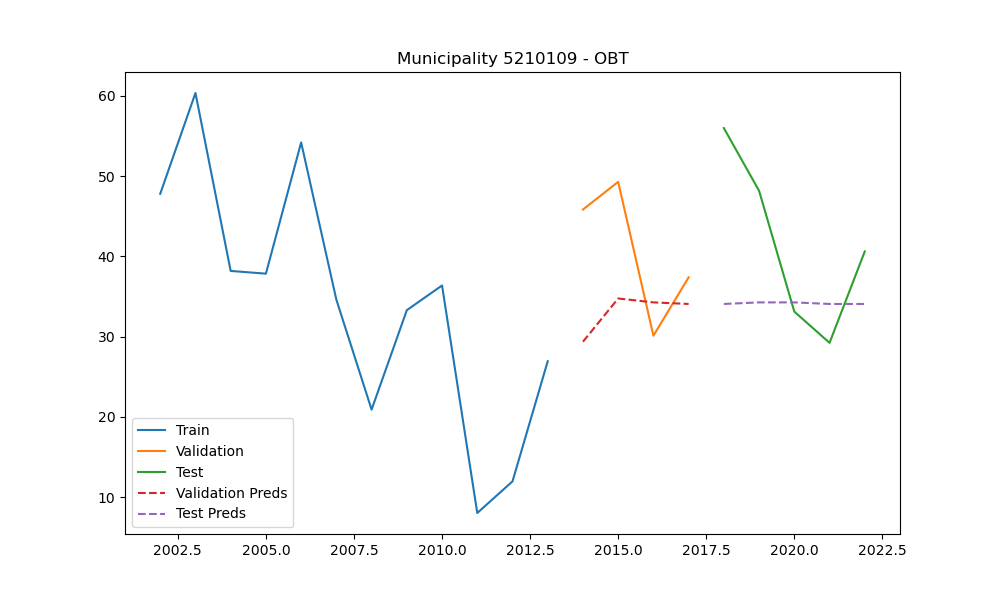 Municipality 5210109 - OBT
60
50
40
30
20
10
Train
Validation
Test
Validation Preds
Test Preds
2002.5 2005.0 2007.5 2010.0 2012.5 2015.0 2017.5 2020.0 2022.5